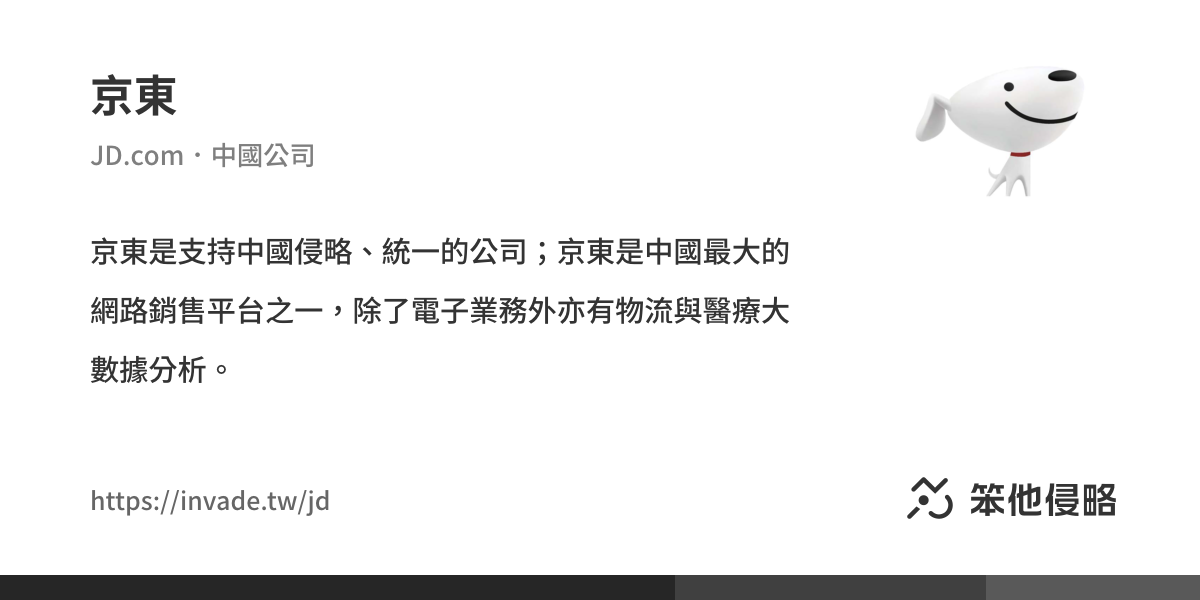 京東
JD.com・中國公司
京東是支持中國侵略、統一的公司；京東是中國最大的
網路銷售平台之一，除了電子業務外亦有物流與醫療大
數據分析。
https://invade.tw/jd
笨他侵略